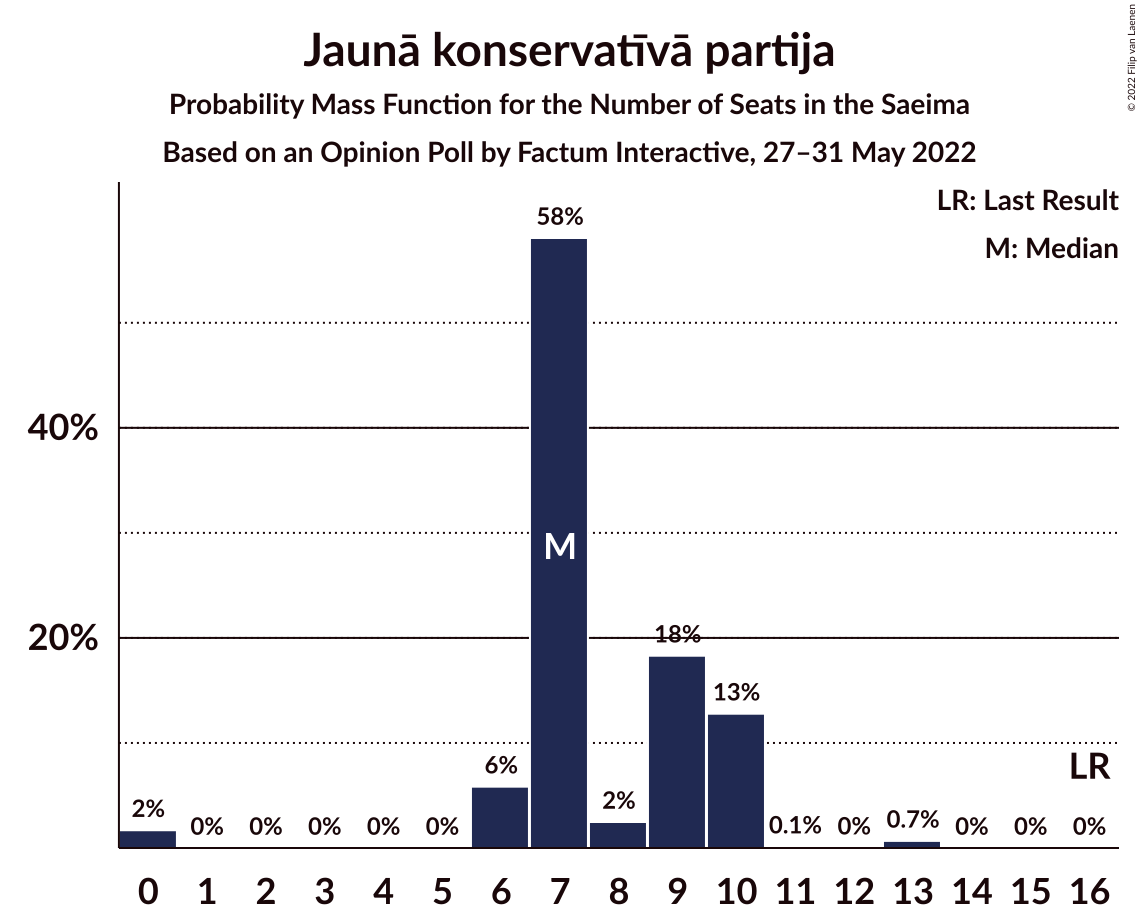 Jaunā konservatīvā partija
Probability Mass Function for the Number of Seats in the Saeima
Based on an Opinion Poll by Factum Interactive, 27–31 May 2022
© 2022 Filip van Laenen
LR: Last Result
M: Median
58%
40%
M
20%
18%
13%
LR
6%
2%
2%
0%
0%
0%
0%
0%
0.1%
0%
0.7%
0%
0%
0%
0 1 2 3 4 5 6 7 8 9 10 11 12 13 14 15 16